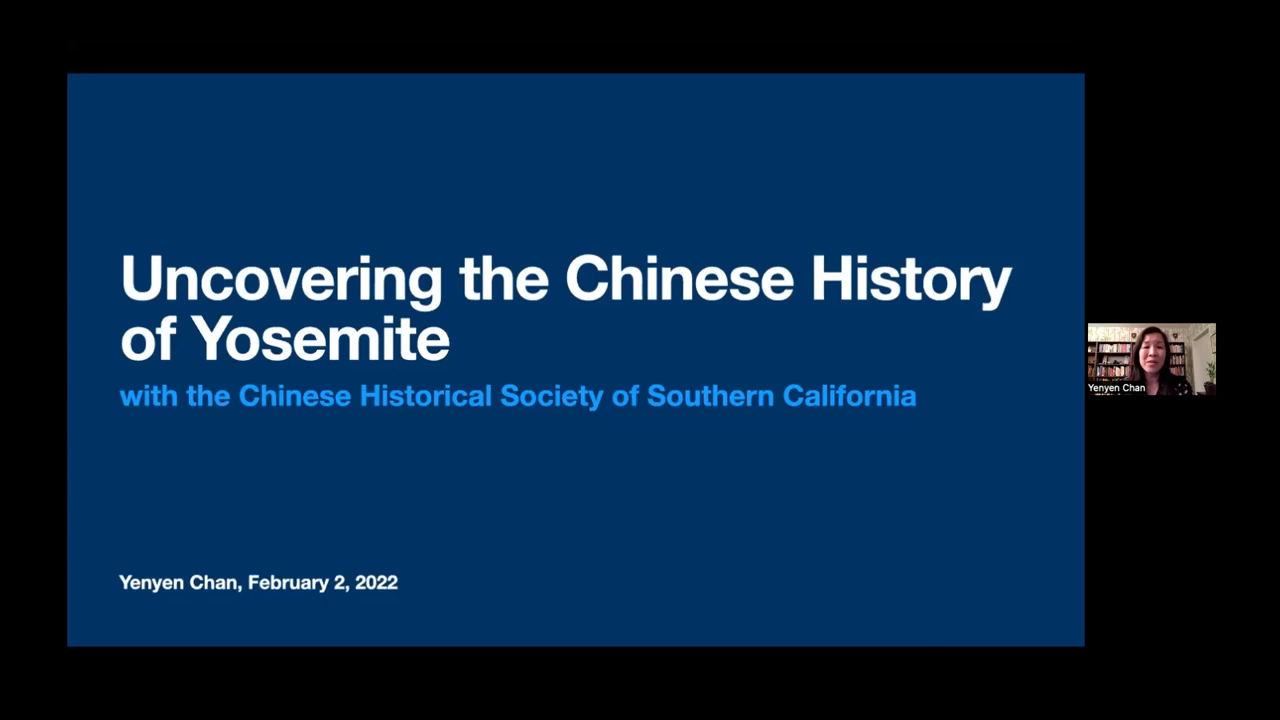 Uncovering the Chinese History
of Yosemite
with the Chinese Historical Society of Southern California
Yenyen Chan, February 2, 2022
Yenyen Chan